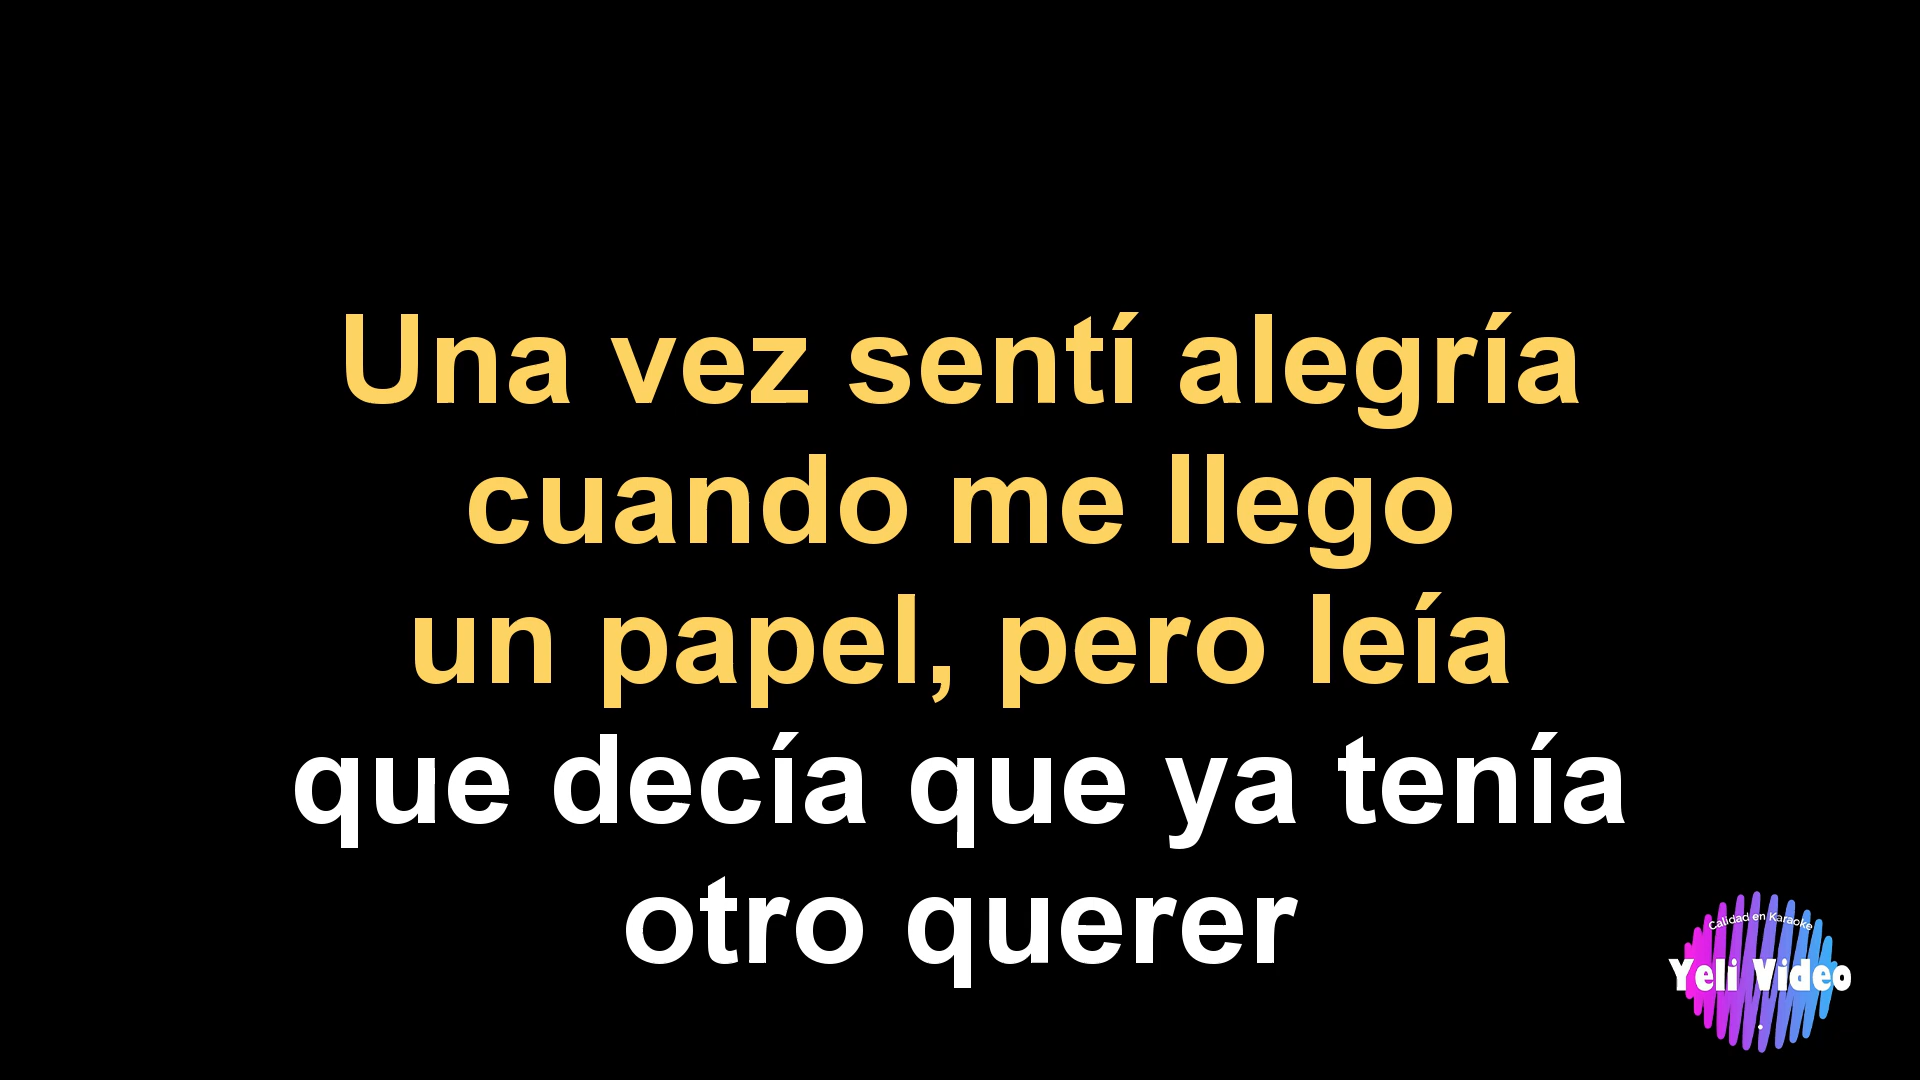 Una vez sentí alegría
cuando me llego
un papel, pero leía
que decía que ya tenía
otro querer
Calidad en Karaoke
Yeli Video